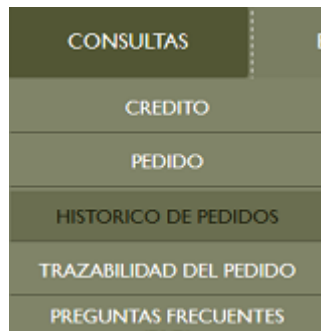 CONSULTAS
CREDITO
PEDIDO
HISTORICO DE PEDIDOS
TRAZABILIDAD DEL PEDIDO
PREGUNTAS FRECUENTES